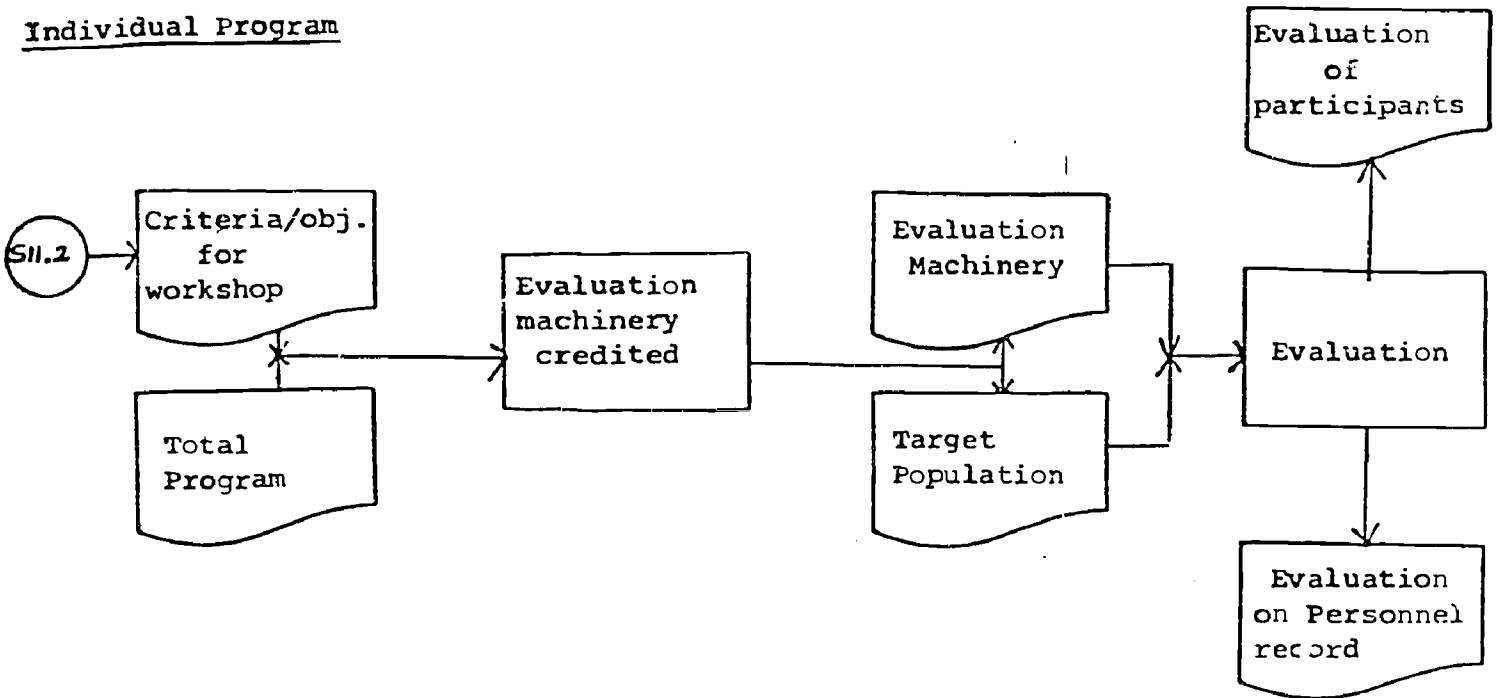 Individual Program
S11.2
Criteria/obj.
for
workshop
Total
Program
Evaluation
machinery
credited
Evaluation
Machinery
Target
Population
Evaluation
Evaluation
of
participants
Evaluation
on Personnel
record